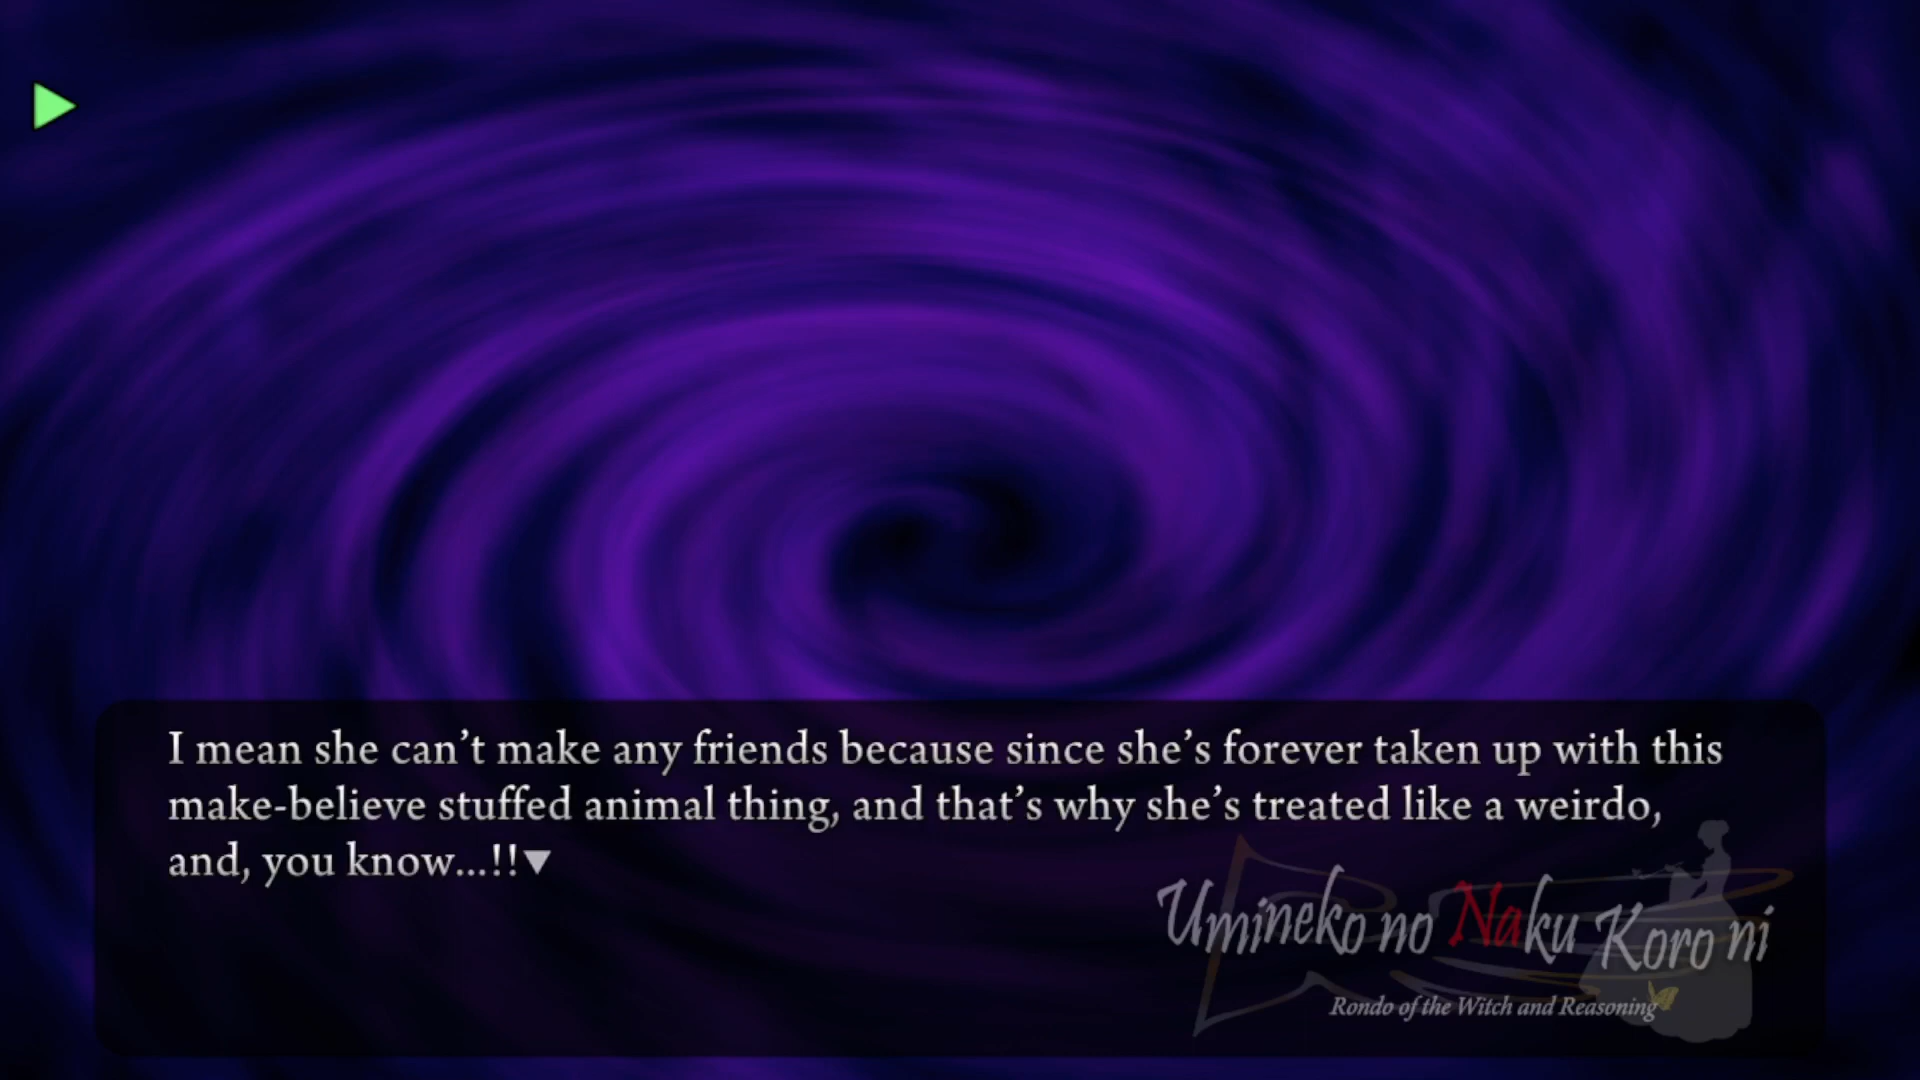 I mean she can’t make any friends because since she’s forever taken up with this
make-believe stuffed animal thing, and that’s why she’s treated like a weirdo,
and, you know...!!
Umineko no Naku Koro ni
Rondo of the Witch and Reasoning